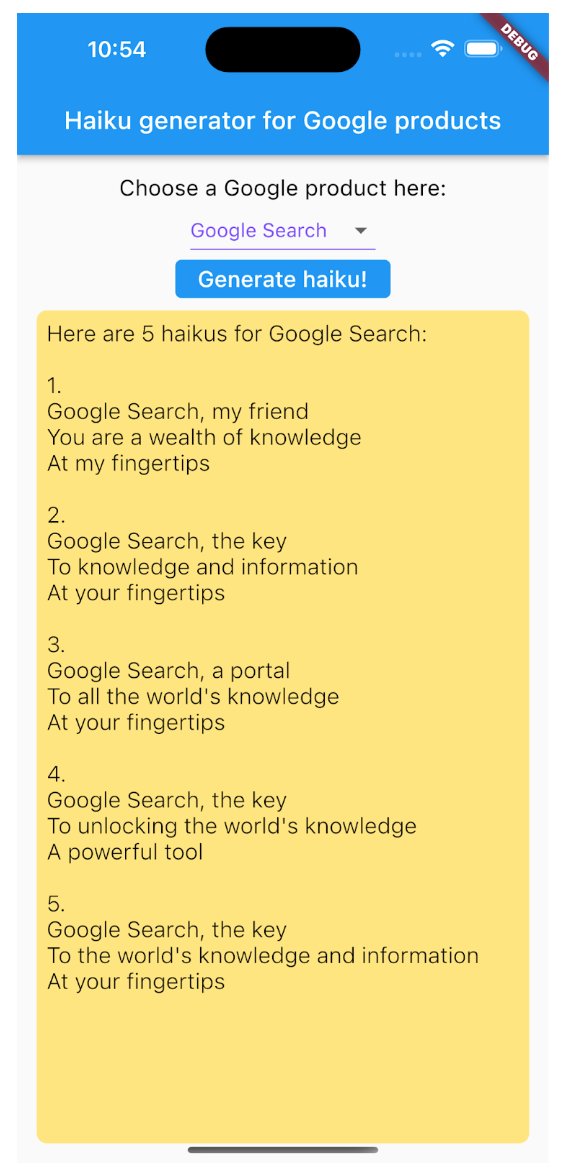 10:54
DEBUG
Haiku generator for Google products
Choose a Google product here:
Google Search
Generate haiku!
Here are 5 haikus for Google Search:
1.
Google Search, my friend
You are a wealth of knowledge
At my fingertips
2.
Google Search, the key
To knowledge and information
At your fingertips
3.
Google Search, a portal
To all the world's knowledge
At your fingertips
4.
Google Search, the key
To unlocking the world's knowledge
A powerful tool
5.
Google Search, the key
To the world's knowledge and information
At your fingertips